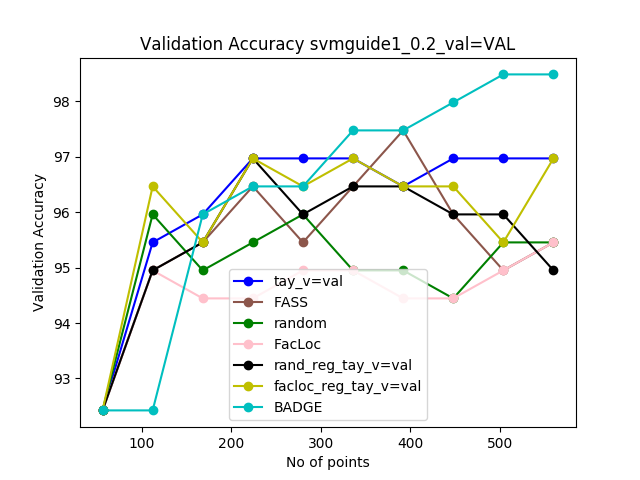 Validation Accuracy svmguide1_0.2_val=VAL
Validation Accuracy
98
97
96
95
94
93
tay_v=val
FASS
random
FacLoc
rand_reg_tay_v=val
facloc_reg_tay_v=val
BADGE
100 200 300 400 500
No of points